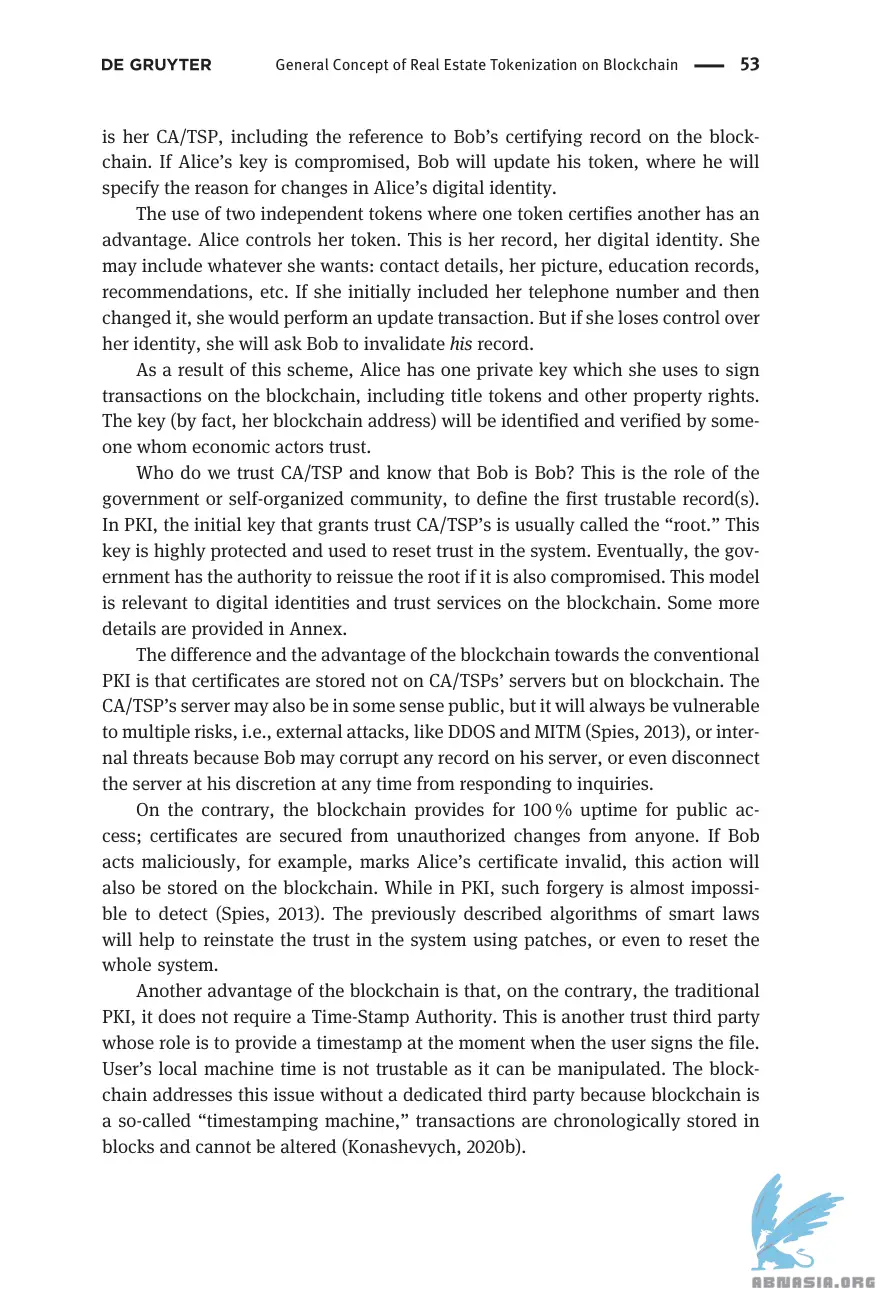 DE GRUYTER General Concept of Real Estate Tokenization on Blockchain — 53
is her CA/TSP, including the reference to Bob’s certifying record on the block-
chain. If Alice’s key is compromised, Bob will update his token, where he will
specify the reason for changes in Alice’s digital identity.
The use of two independent tokens where one token certifies another has an
advantage. Alice controls her token. This is her record, her digital identity. She
may include whatever she wants: contact details, her picture, education records,
recommendations, etc. If she initially included her telephone number and then
changed it, she would perform an update transaction. But if she loses control over
her identity, she will ask Bob to invalidate his record.
As a result of this scheme, Alice has one private key which she uses to sign
transactions on the blockchain, including title tokens and other property rights.
The key (by fact, her blockchain address) will be identified and verified by some-
one whom economic actors trust.
Who do we trust CA/TSP and know that Bob is Bob? This is the role of the
government or self-organized community, to define the first trustable record(s).
In PKI, the initial key that grants trust CA/TSP’s is usually called the “root.” This
key is highly protected and used to reset trust in the system. Eventually, the gov-
ernment has the authority to reissue the root if it is also compromised. This model
is relevant to digital identities and trust services on the blockchain. Some more
details are provided in Annex.
The difference and the advantage of the blockchain towards the conventional
PKI is that certificates are stored not on CA/TSPs’ servers but on blockchain. The
CA/TSP’s server may also be in some sense public, but it will always be vulnerable
to multiple risks, i.e., external attacks, like DDOS and MITM (Spies, 2013), or inter-
nal threats because Bob may corrupt any record on his server, or even disconnect
the server at his discretion at any time from responding to inquiries.
On the contrary, the blockchain provides for 100 % uptime for public ac-
cess; certificates are secured from unauthorized changes from anyone. If Bob
acts maliciously, for example, marks Alice’s certificate invalid, this action will
also be stored on the blockchain. While in PKI, such forgery is almost impossi-
ble to detect (Spies, 2013). The previously described algorithms of smart laws
will help to reinstate the trust in the system using patches, or even to reset the
whole system.
Another advantage of the blockchain is that, on the contrary, the traditional
PKI, it does not require a Time-Stamp Authority. This is another trust third party
whose role is to provide a timestamp at the moment when the user signs the file.
User’s local machine time is not trustable as it can be manipulated. The block-
chain addresses this issue without a dedicated third party because blockchain is
a so-called “timestamping machine,” transactions are chronologically stored in
blocks and cannot be altered (Konashevych, 2020b).
ABNASIA.ORG